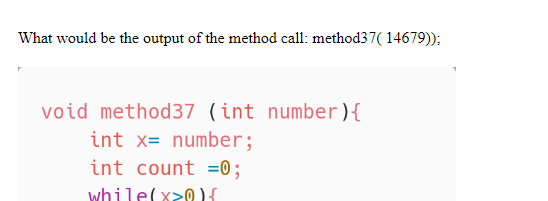 What would be the output of the method call: method37( 14679));
void method37 (int number){
int x= number;
int count =0;
while(x>0){